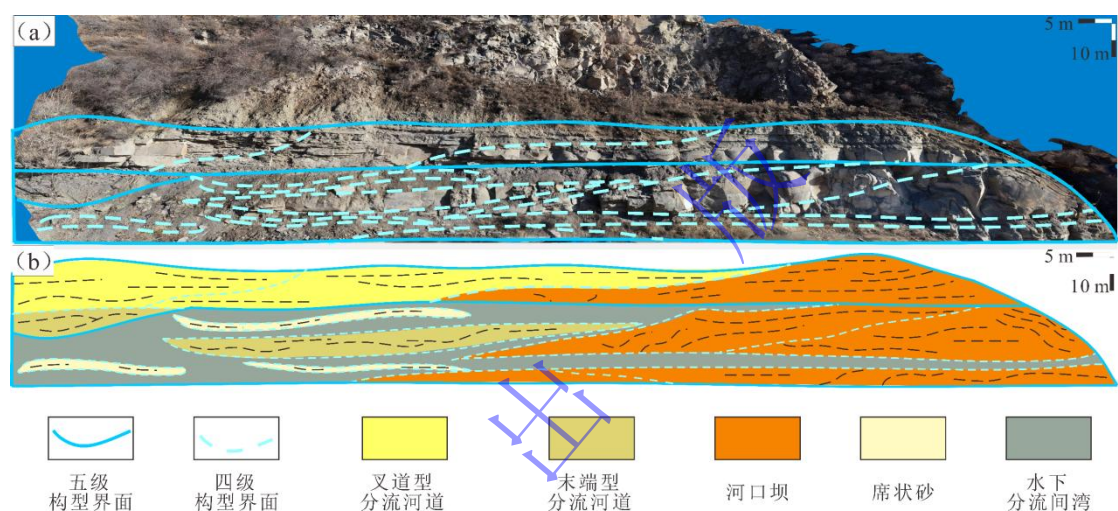 (a)
5 m
10 m
(b)
5 m
10 m
五级
构型界面
四级
构型界面
叉道型
分流河道
末端型
分流河道
河口坝
席状砂
水下
分流间湾